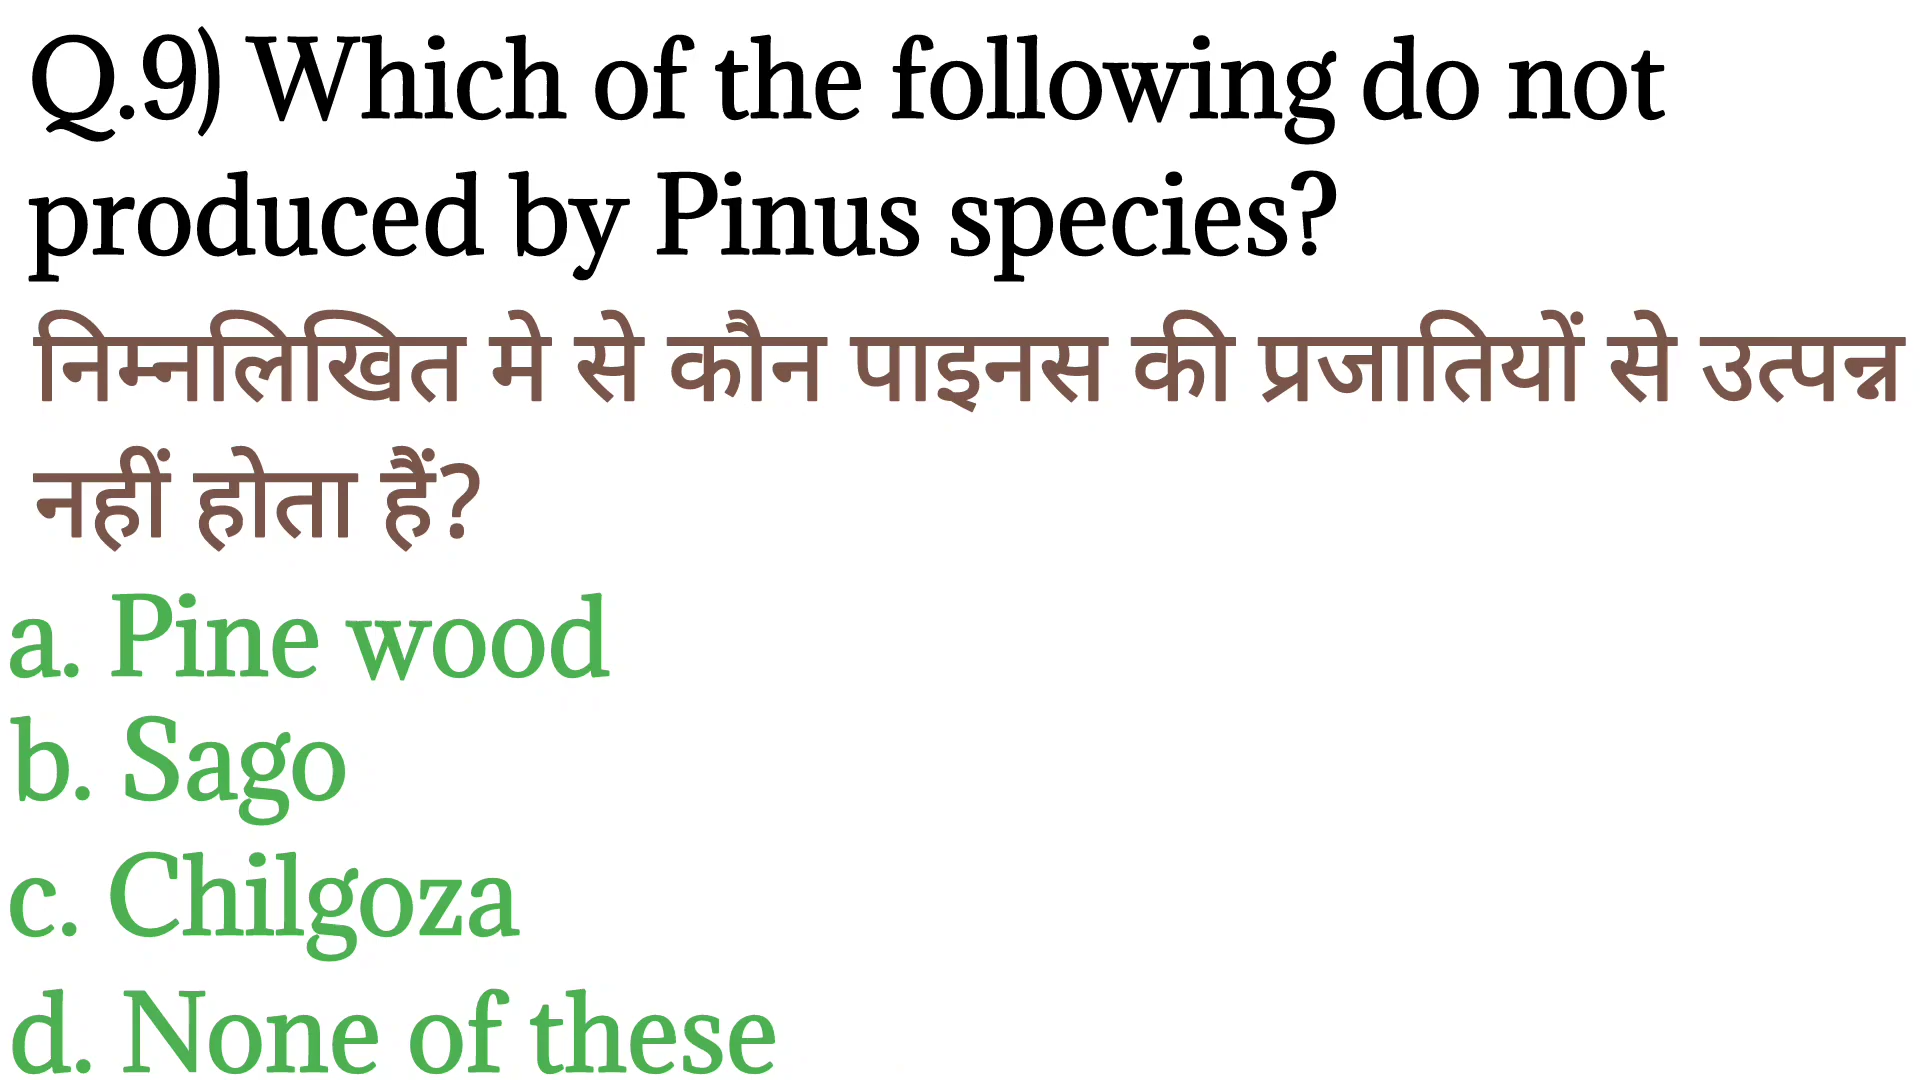 Q.9) Which of the following do not
produced by Pinus species?
निम्नलिखित मे से कौन पाइनस की प्रजातियों से उत्पन्न
नहीं होता हैं?
a. Pine wood
b. Sago
c. Chilgoza
d. None of these